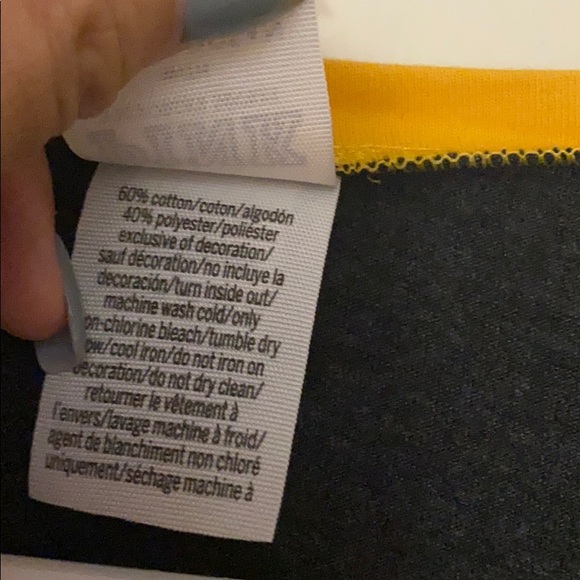 60% cotton/coton/algodón
40% polyester/poliéster
exclusive of decoration/
sauf décoration/no incluye la
decoración/turn inside out/
machine wash cold/only
on-chlorine bleach/tumble dry
ow/cool iron/do not iron on
ecoration/do not dry clean/
retourner le vêtement à
l'envers/lavage machine à froid/
agent de blanchiment non chloré
uniquement/séchage machine à